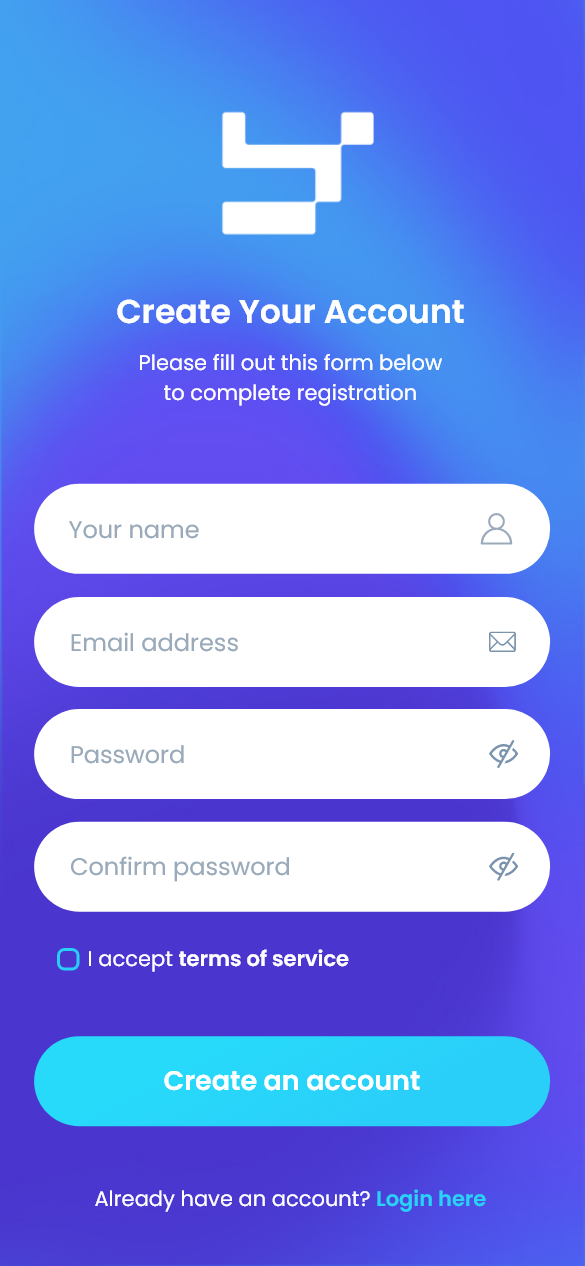 Create Your Account
Please fill out this form below
to complete registration
Your name
Email address
Password
Confirm password
I accept terms of service
Create an account
Already have an account? Login here